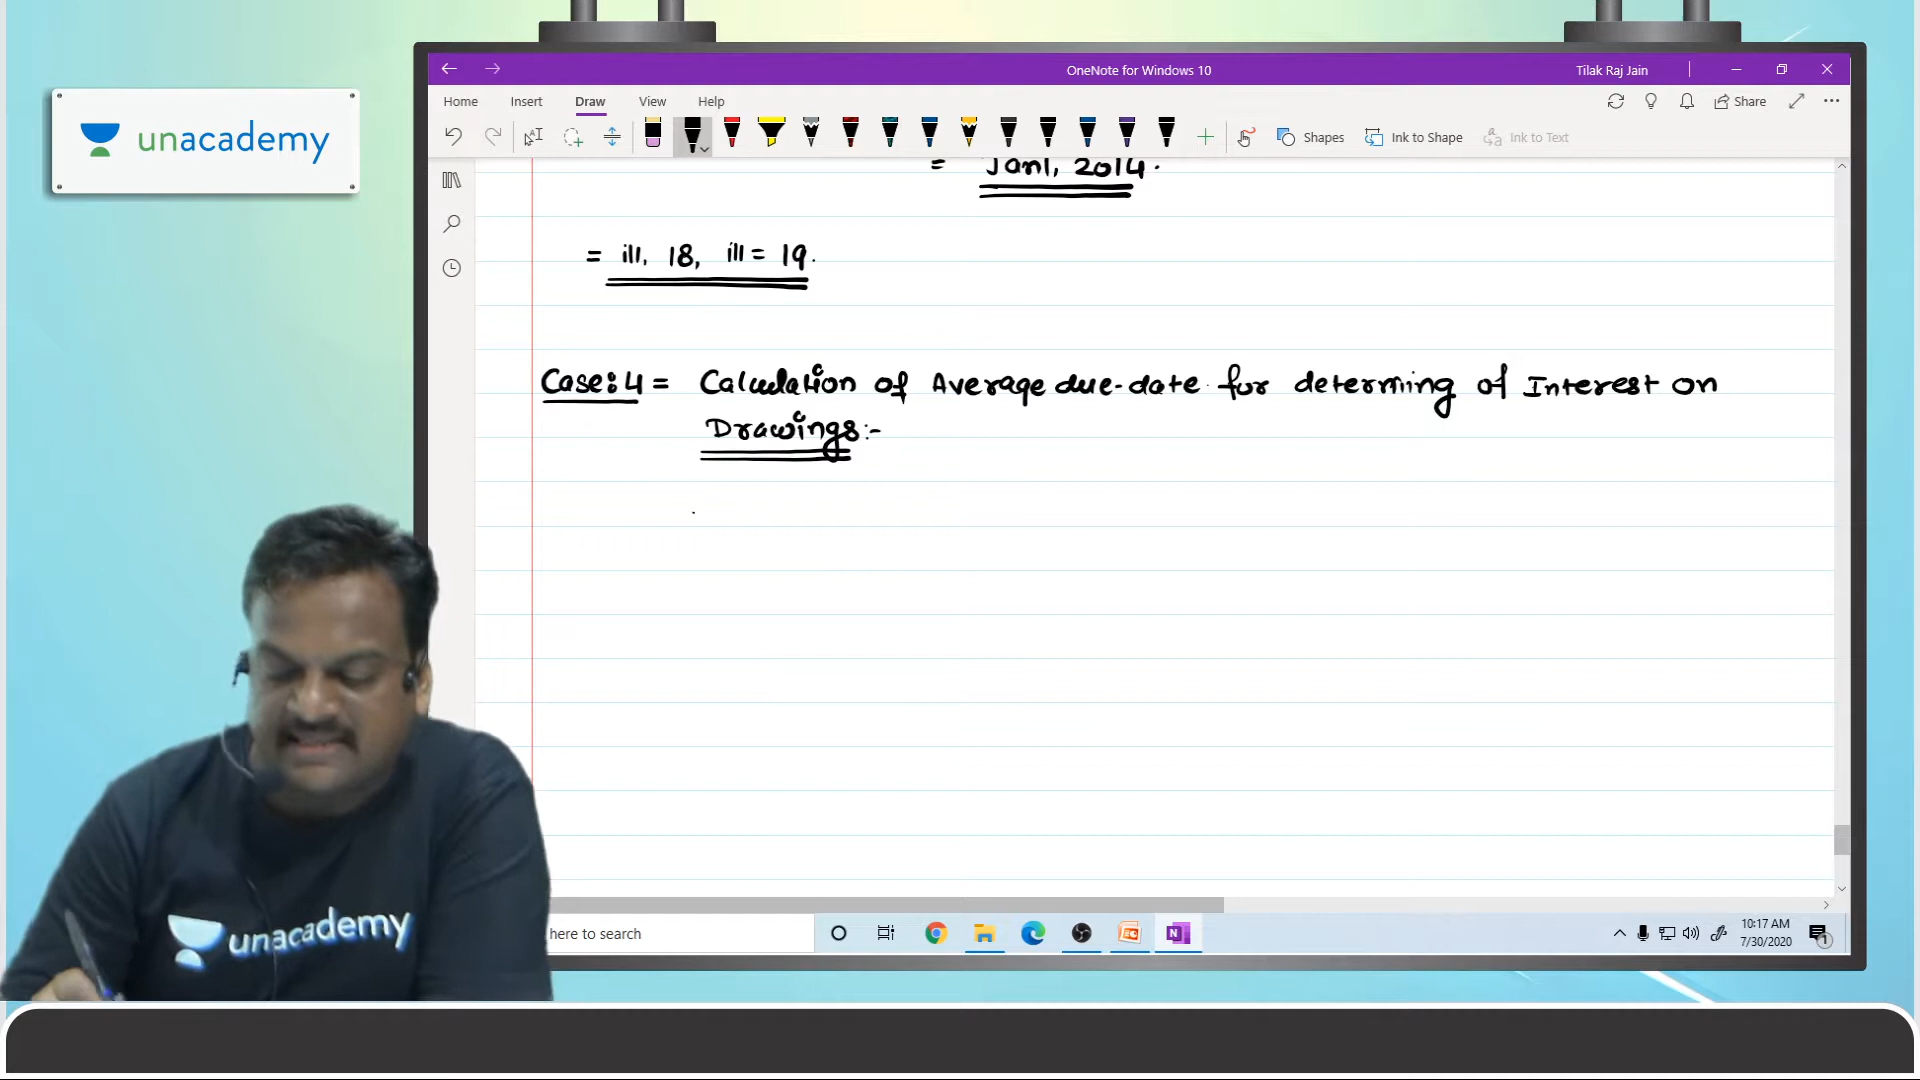 unacademy
OneNote for Windows 10
Tilak Raj Jain
Home Insert Draw View Help
Share
Shapes
Ink to Shape
Ink to Text
= Jan1, 2014.
= ill. 18, ill = 19.
Case:4 = Calculation of Average due-date for determing of Interest on
Drawings:-
unacademy
here to search
10:17 AM
7/30/2020
1